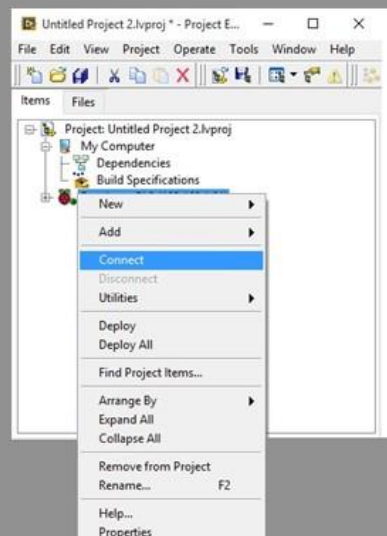 Untitled Project 2.lvproj * - Project E...
File Edit View Project Operate Tools Window Help
Items Files
Project: Untitled Project 2.lvproj
My Computer
Dependencies
Build Specifications
New
Add
Connect
Disconnect
Utilities
Deploy
Deploy All
Find Project Items...
Arrange By
Expand All
Collapse All
Remove from Project
Rename... F2
Help...
Properties